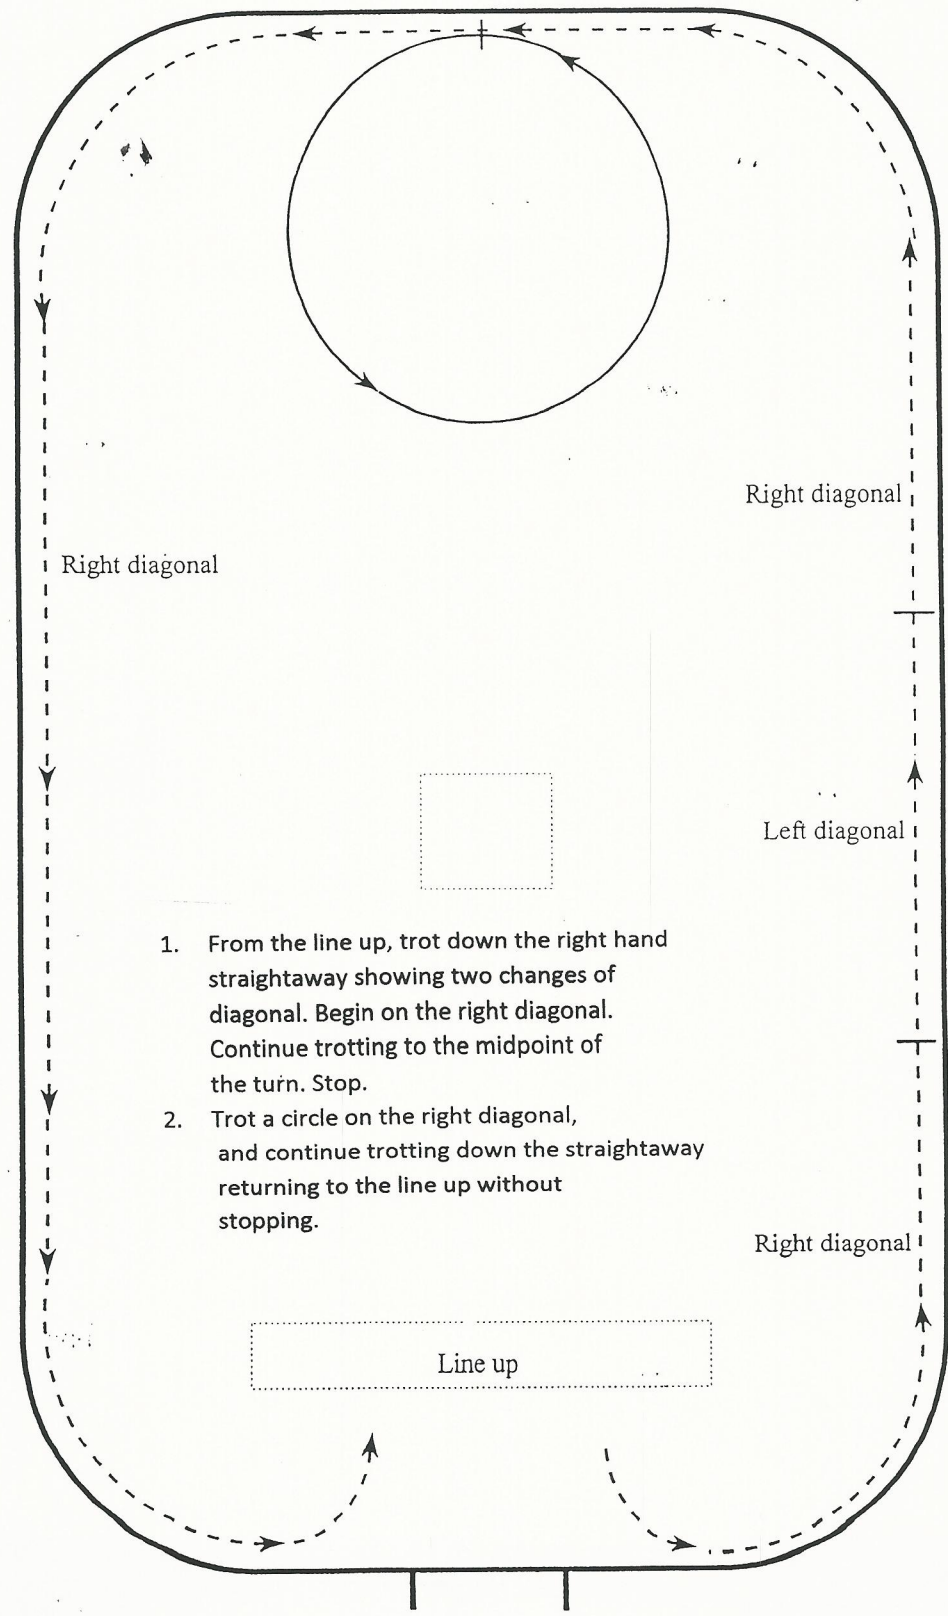 Right diagonal
Right diagonal
Left diagonal
1. From the line up, trot down the right hand
straightaway showing two changes of
diagonal. Begin on the right diagonal.
Continue trotting to the midpoint of
the turn. Stop.
2. Trot a circle on the right diagonal,
and continue trotting down the straightaway
returning to the line up without
stopping.
Right diagonal
Line up